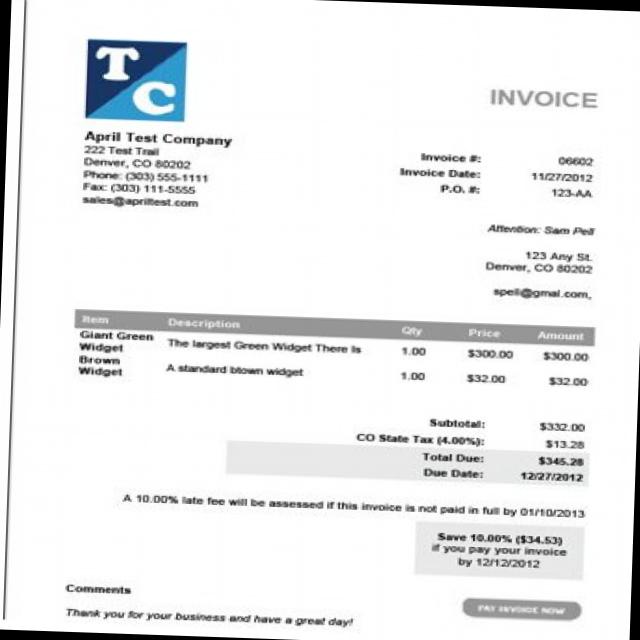 TC
INVOICE
April Test Company
222 Test Trail
Denver, CO 80202
Phone: (303) 555-1111
Fax: (303) 111-5555
sales@apriltest.com
Invoice #: 06602
Invoice Date: 11/27/2012
P.O. #: 123-AA
Attention: Sam Pell
123 Any St.
Denver, CO 80202
spell@gmal.com,
Item Description Qty Price Amount
Giant Green Widget The largest Green Widget There Is 1.00 $300.00 $300.00
Brown Widget A standard btown widget 1.00 $32.00 $32.00
Subtotal: $332.00
CO State Tax (4.00%): $13.28
Total Due: $345.28
Due Date: 12/27/2012
A 10.00% late fee will be assessed if this invoice is not paid in full by 01/10/2013
Save 10.00% ($34.53)
if you pay your invoice
by 12/12/2012
Comments
PAY INVOICE NOW
Thank you for your business and have a great day!